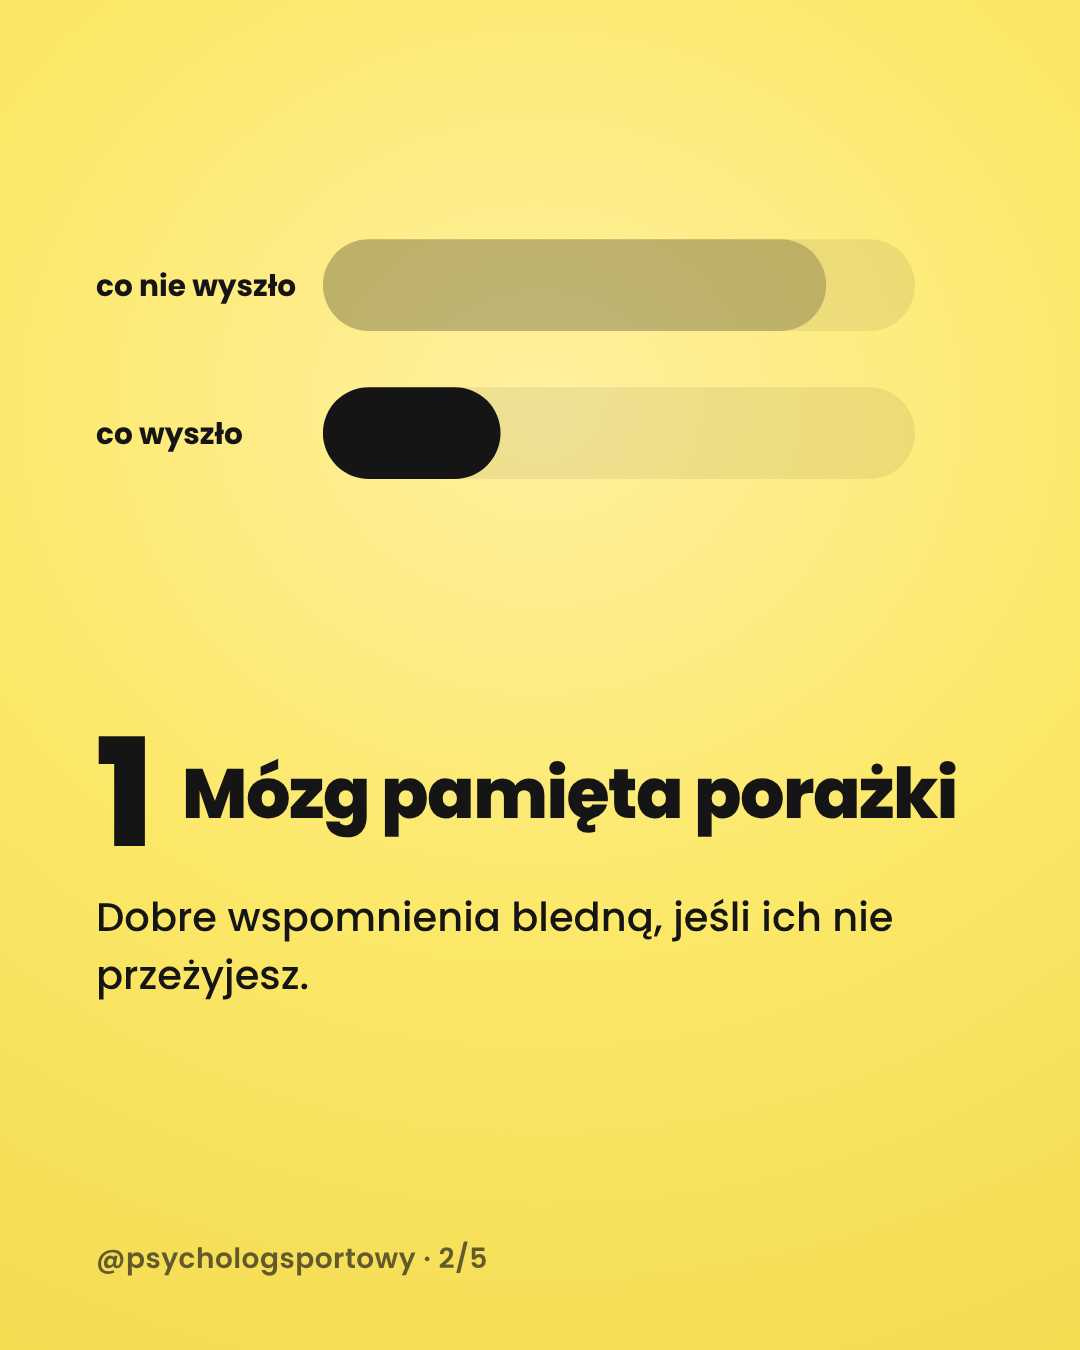 co nie wyszło
co wyszło
1 Mózg pamięta porażki
Dobre wspomnienia bledną, jeśli ich nie
przeżyjesz.
@psychologsportowy · 2/5